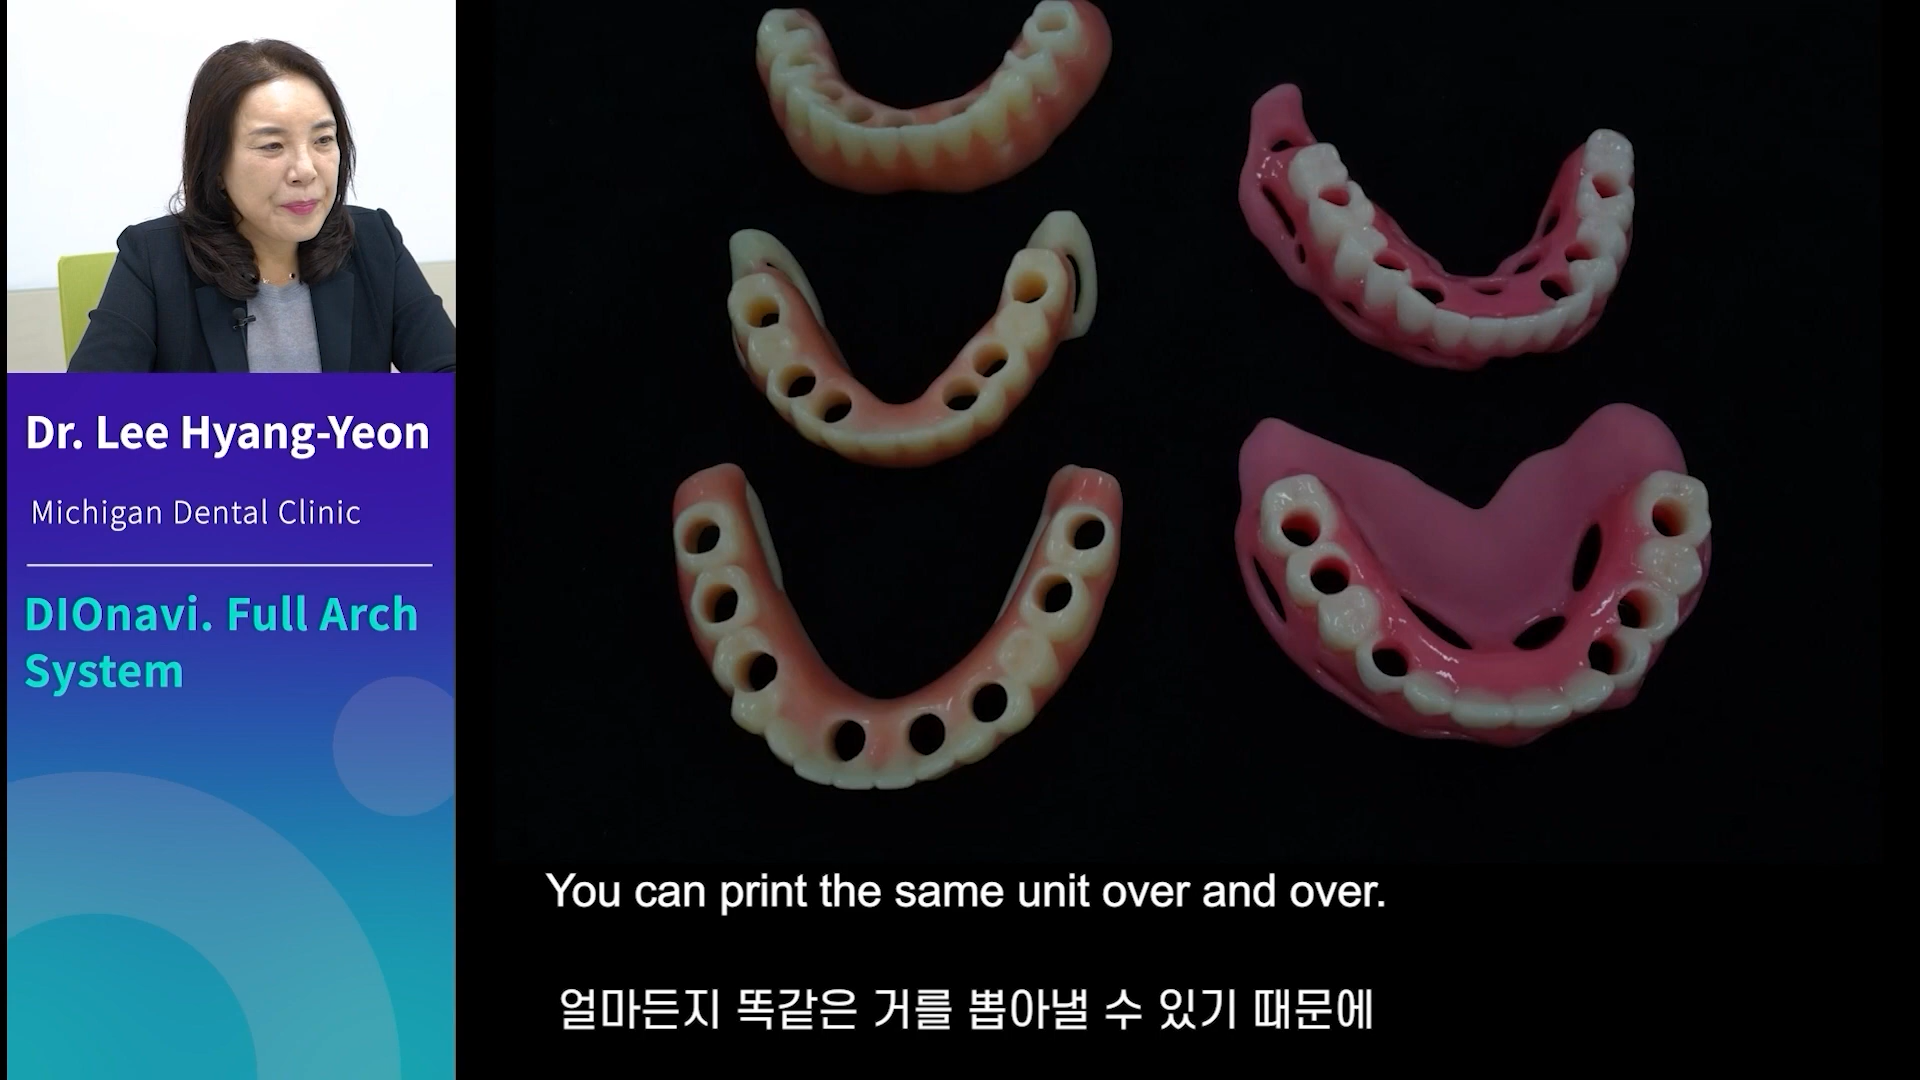 Dr. Lee Hyang-Yeon
Michigan Dental Clinic
DIOnavi. Full Arch
System
You can print the same unit over and over.
얼마든지 똑같은 거를 뽑아낼 수 있기 때문에